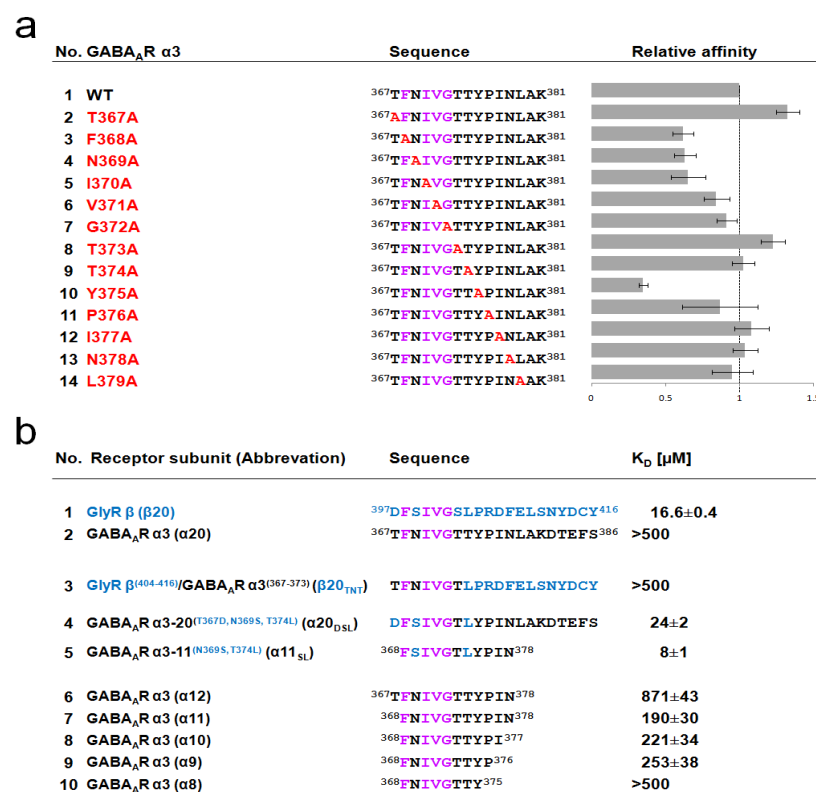 a
No. GABAAR α3 Sequence Relative affinity
1 WT 367TFNIVGTTYPINLAK381
2 T367A 367AFNIVGTTYPINLAK381
3 F368A 367TANIVGTTYPINLAK381
4 N369A 367TFAIVGTTYPINLAK381
5 I370A 367TFNAVGTTYPINLAK381
6 V371A 367TFNIAGTTYPINLAK381
7 G372A 367TFNIVATTYPINLAK381
8 T373A 367TFNIVGATYPINLAK381
9 T374A 367TFNIVGTAYPINLAK381
10 Y375A 367TFNIVGTTAPINLAK381
11 P376A 367TFNIVGTTYAINLAK381
12 I377A 367TFNIVGTTYPANLAK381
13 N378A 367TFNIVGTTYPIALAK381
14 L379A 367TFNIVGTTYPINAAK381
0 0.5 1 1.5
b
No. Receptor subunit (Abbrevation) Sequence KD [µM]
1 GlyR β (β20) 397DFSIVGSLPRDFELSNYDCY416 16.6±0.4
2 GABAAR α3 (α20) 367TFNIVGTTYPINLAKDTEFS386 >500
3 GlyR β(404-416)/GABAAR α3(367-373) (β20TNT) TFNIVGTLPRDFELSNYDCY >500
4 GABAAR α3-20(T367D, N369S, T374L) (α20DSL) DFSIVGTLYPINLAKDTEFS 24±2
5 GABAAR α3-11(N369S, T374L) (α11SL) 368FSIVGTLYPIN378 8±1
6 GABAAR α3 (α12) 367TFNIVGTTYPIN378 871±43
7 GABAAR α3 (α11) 368FNIVGTTYPIN378 190±30
8 GABAAR α3 (α10) 368FNIVGTTYPI377 221±34
9 GABAAR α3 (α9) 368FNIVGTTYP376 253±38
10 GABAAR α3 (α8) 368FNIVGTTY375 >500